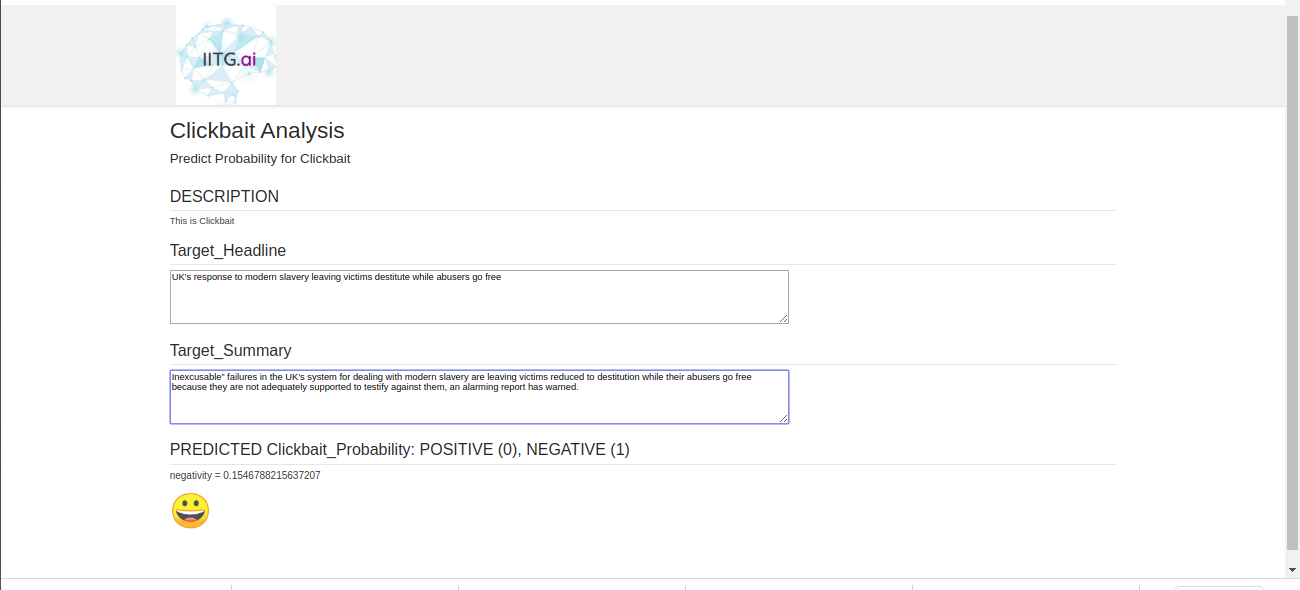 IITG.ai
Clickbait Analysis
Predict Probability for Clickbait
DESCRIPTION
This is Clickbait
Target_Headline
UK's response to modern slavery leaving victims destitute while abusers go free
Target_Summary
Inexcusable" failures in the UK's system for dealing with modern slavery are leaving victims reduced to destitution while their abusers go free
because they are not adequately supported to testify against them, an alarming report has warned.
PREDICTED Clickbait_Probability: POSITIVE (0), NEGATIVE (1)
negativity = 0.1546788215637207